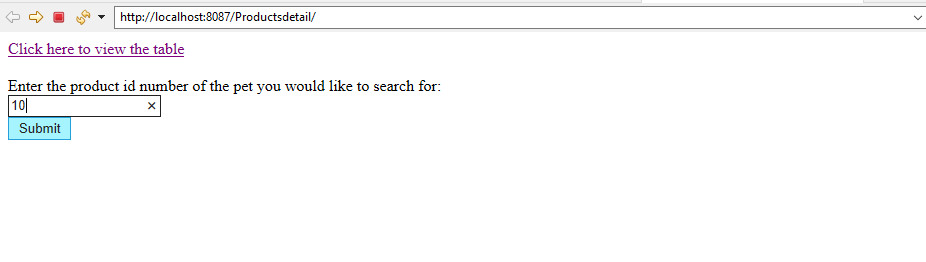 http://localhost:8087/Productsdetail/
Click here to view the table
Enter the product id number of the pet you would like to search for:
10
Submit